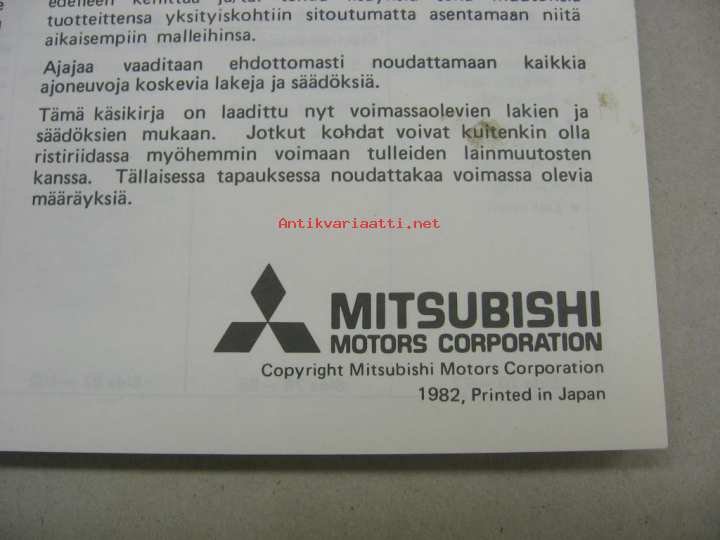 tuotteittensa yksityiskohtiin sitoutumatta asentamaan niitä
aikaisempiin malleihinsa.
Ajajaa vaaditaan ehdottomasti noudattamaan kaikkia
ajoneuvoja koskevia lakeja ja säädöksiä.
Tämä käsikirja on laadittu nyt voimassaolevien lakien ja
säädöksien mukaan. Jotkut kohdat voivat kuitenkin olla
ristiriidassa myöhemmin voimaan tulleiden lainmuutosten
kanssa. Tällaisessa tapauksessa noudattakaa voimassa olevia
määräyksiä.
Antikvariaatti.net
MITSUBISHI
MOTORS CORPORATION
Copyright Mitsubishi Motors Corporation
1982, Printed in Japan